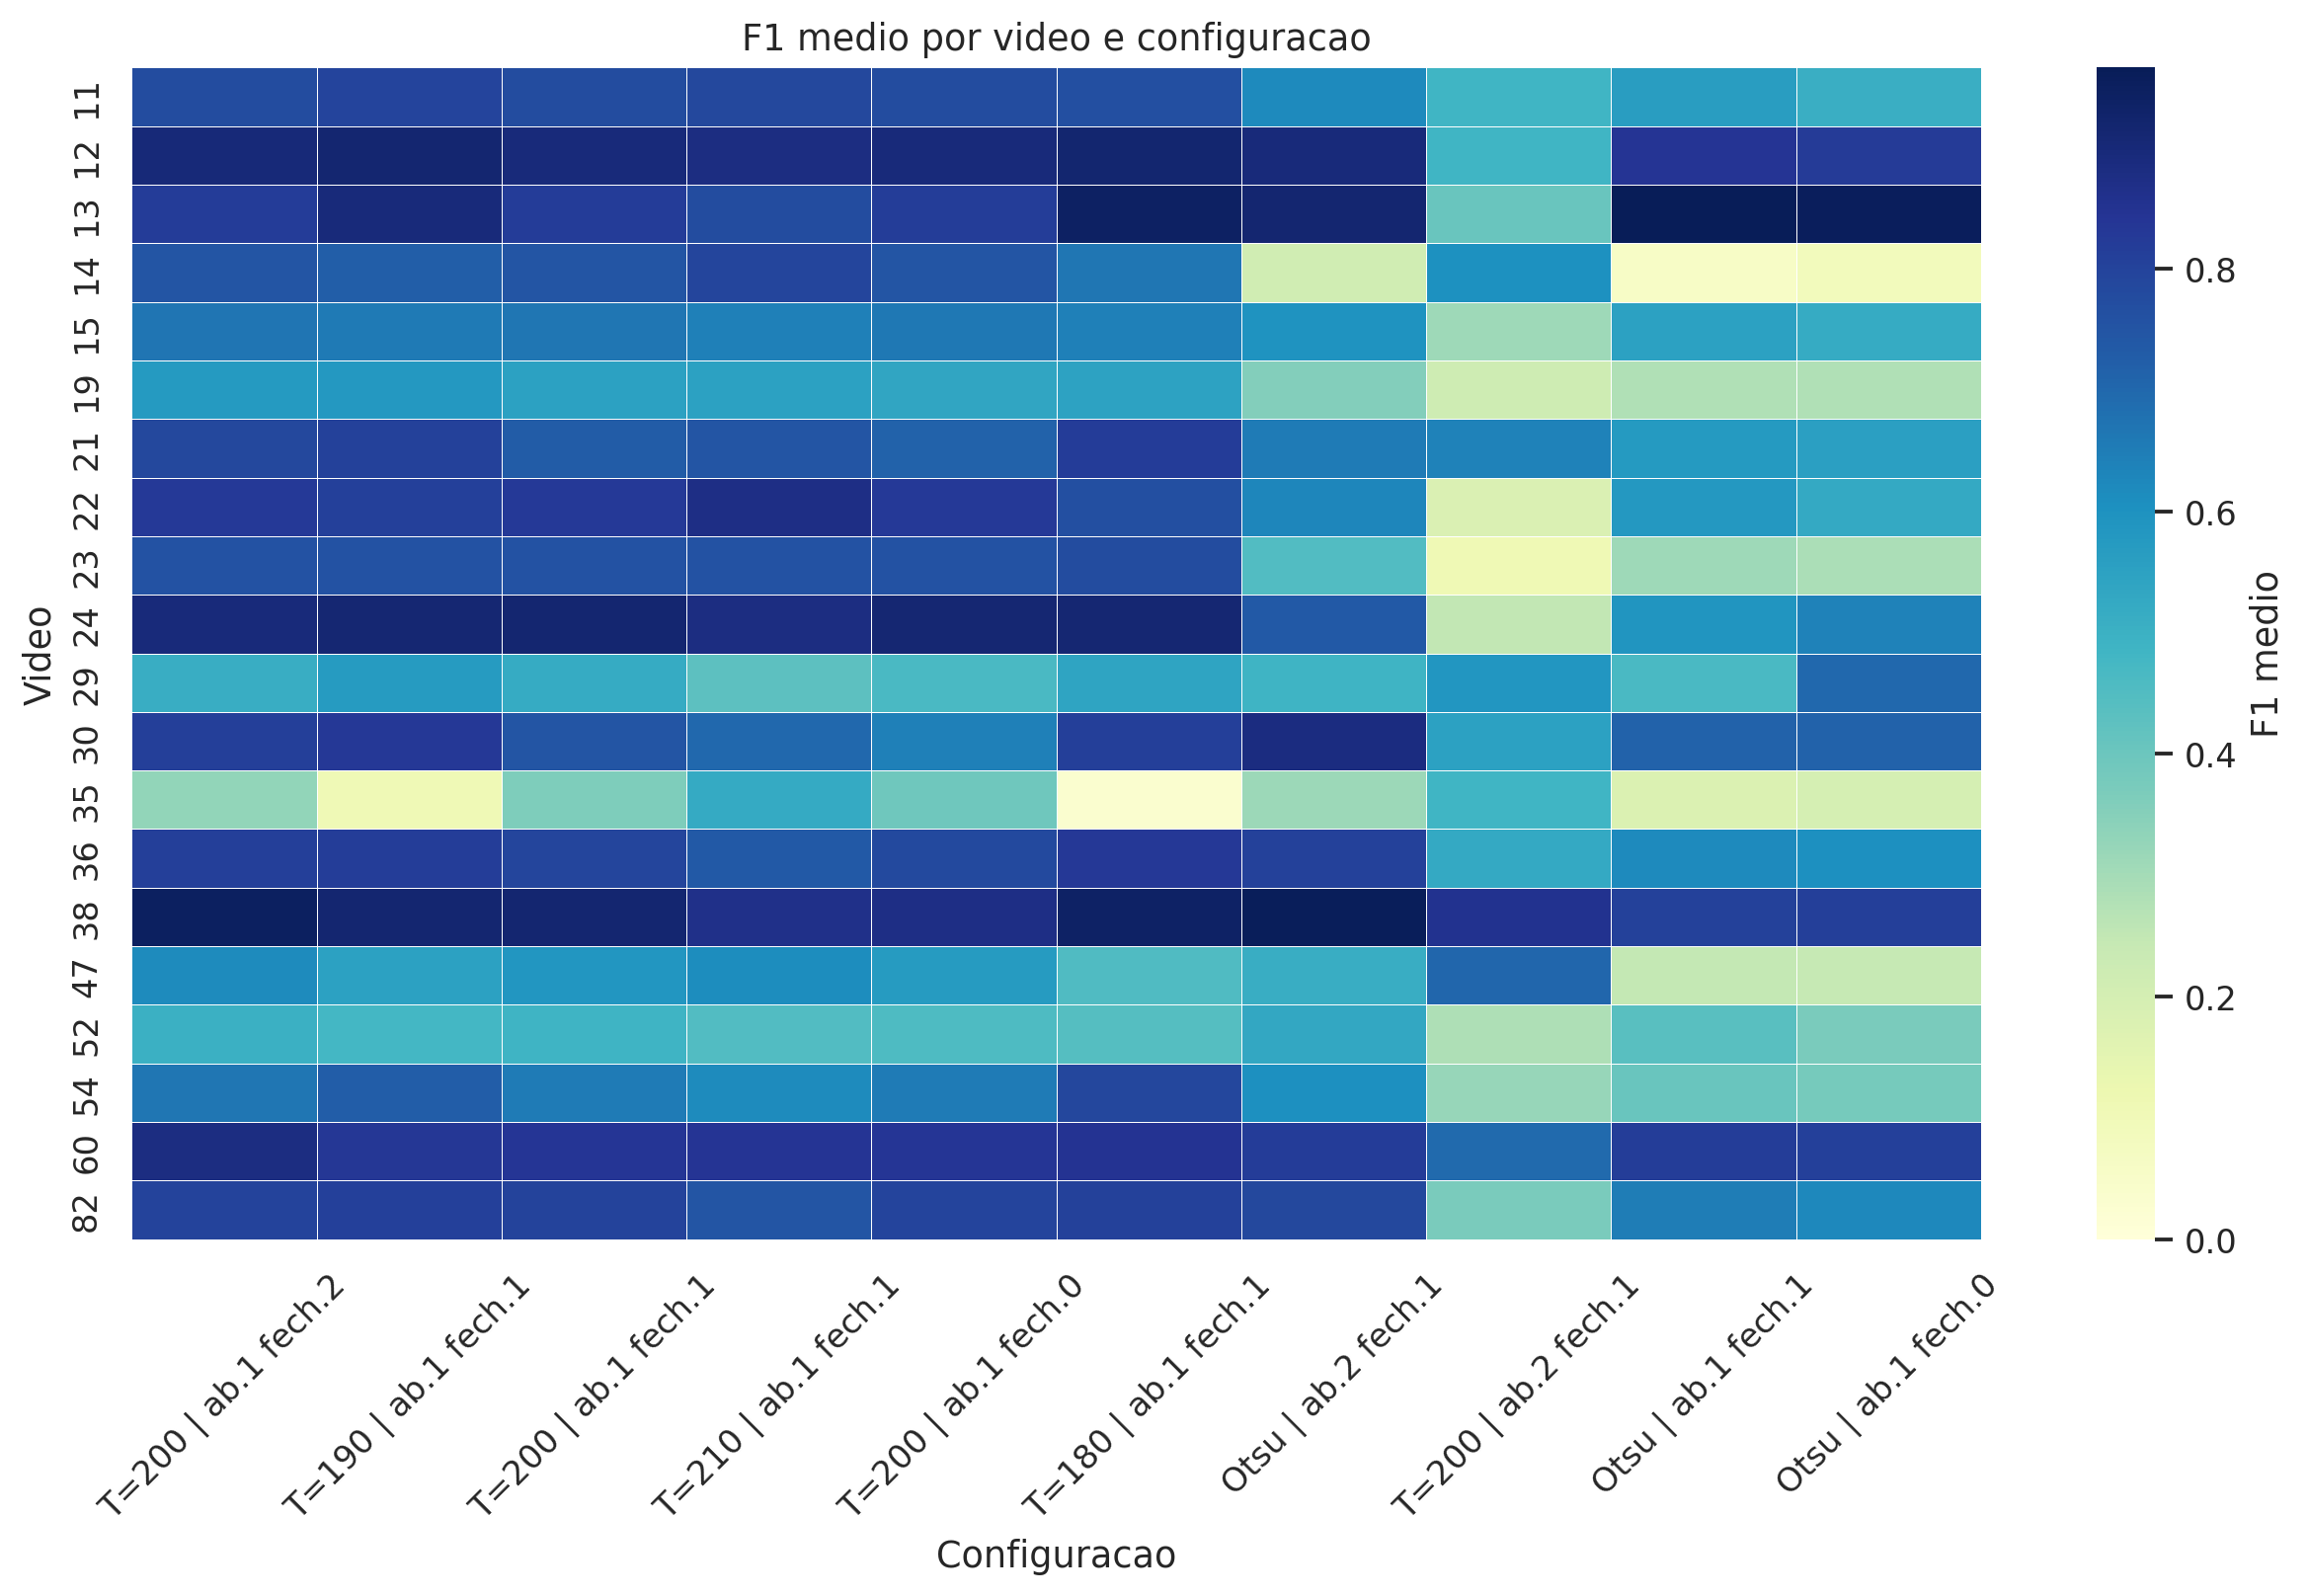 F1 medio por video e configuracao
Video
11
12
13
14
15
19
21
22
23
24
29
30
35
36
38
47
52
54
60
82
T=200 || ab.1 fech.2
T=190 || ab.1 fech.1
T=200 || ab.1 fech.1
T=210 || ab.1 fech.1
T=200 || ab.1 fech.0
T=180 || ab.1 fech.1
Otsu || ab.2 fech.1
T=200 || ab.2 fech.1
Otsu || ab.1 fech.1
Otsu || ab.1 fech.0
Configuracao
0.8
0.6
0.4
0.2
0.0
F1 medio